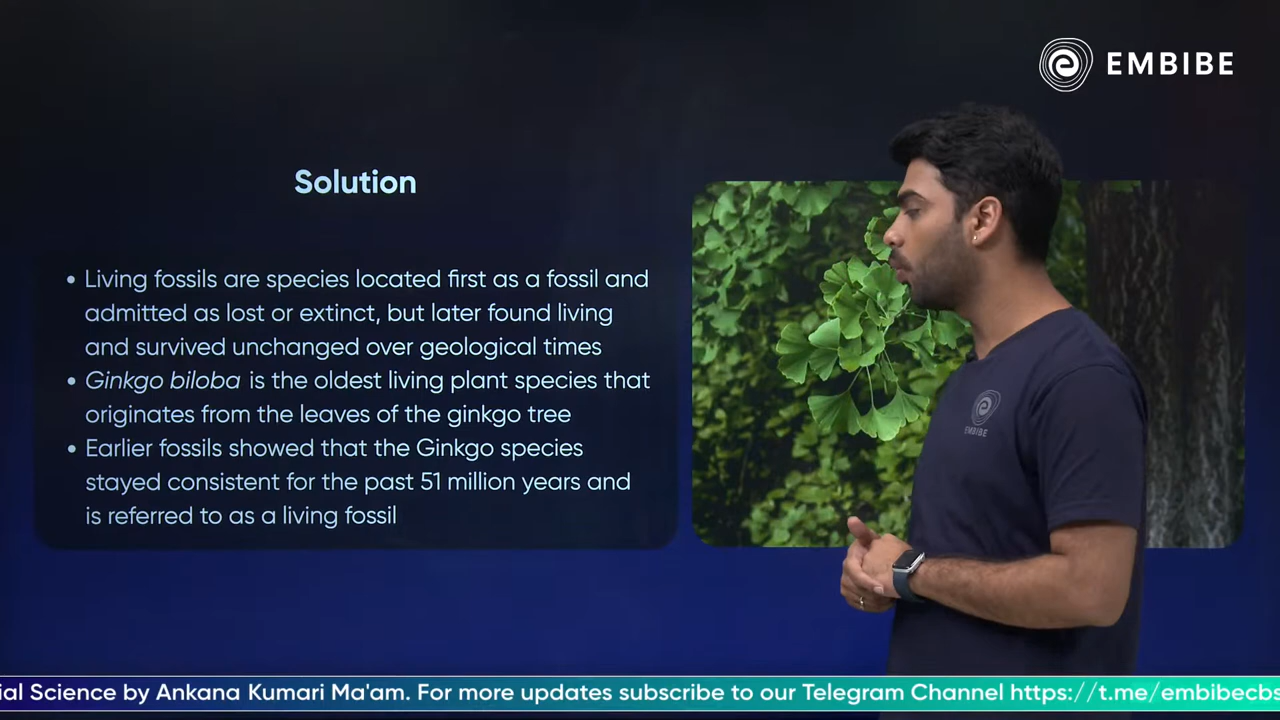 EMBIBE
Solution
• Living fossils are species located first as a fossil and
admitted as lost or extinct, but later found living
and survived unchanged over geological times
• Ginkgo biloba is the oldest living plant species that
originates from the leaves of the ginkgo tree
• Earlier fossils showed that the Ginkgo species
stayed consistent for the past 51 million years and
is referred to as a living fossil
EMBIBE
ial Science by Ankana Kumari Ma'am. For more updates subscribe to our Telegram Channel https://t.me/embibecbs